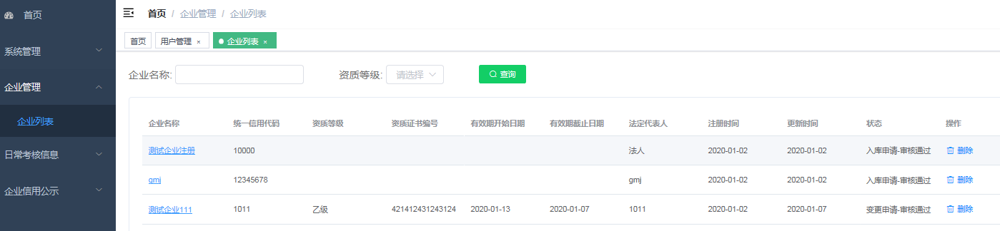 首页
系统管理
企业管理
企业列表
日常考核信息
企业信用公示
首页 / 企业管理 / 企业列表
首页 用户管理 × 企业列表 ×
企业名称: 资质等级: 请选择 查询
企业名称 统一信用代码 资质等级 资质证书编号 有效期开始日期 有效期截止日期 法定代表人 注册时间 更新时间 状态 操作
测试企业注册 10000 法人 2020-01-02 2020-01-02 入库申请-审核通过 删除
gmj 12345678 gmj 2020-01-02 2020-01-02 入库申请-审核通过 删除
测试企业111 1011 乙级 421412431243124 2020-01-13 2020-01-07 1011 2020-01-02 2020-01-07 变更申请-审核通过 删除